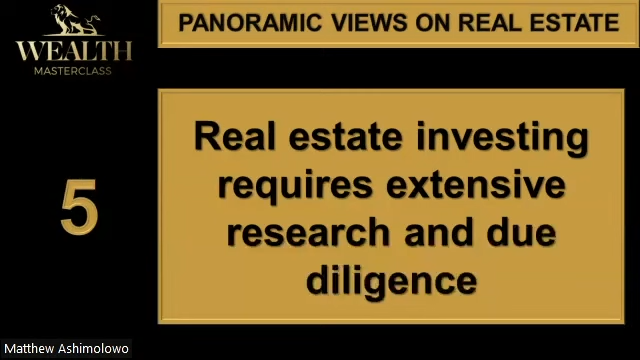 WEALTH
MASTERCLASS
PANORAMIC VIEWS ON REAL ESTATE
5
Real estate investing
requires extensive
research and due
diligence
Matthew Ashimolowo